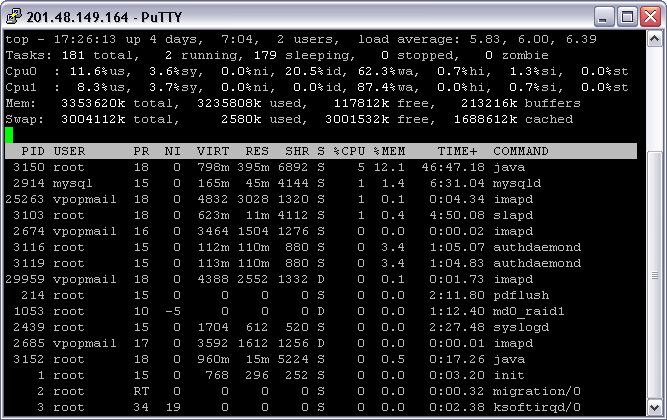 201.48.149.164 - PuTTY
top - 17:26:13 up 4 days,  7:04,  2 users,  load average: 5.83, 6.00, 6.39
Tasks: 181 total,   2 running, 179 sleeping,   0 stopped,   0 zombie
Cpu0  : 11.6%us,  3.6%sy,  0.0%ni, 20.5%id, 62.3%wa,  0.7%hi,  1.3%si,  0.0%st
Cpu1  :  8.3%us,  3.7%sy,  0.0%ni,  0.0%id, 87.4%wa,  0.0%hi,  0.7%si,  0.0%st
Mem:   3353620k total,  3235808k used,   117812k free,   213216k buffers
Swap:  3004112k total,     2580k used,  3001532k free,  1688612k cached
PID USER      PR  NI  VIRT  RES  SHR S %CPU %MEM    TIME+  COMMAND
3150 root      18   0  798m 395m 6892 S    5 12.1  46:47.18 java
2914 mysql     15   0  165m  45m 4144 S    1  1.4   6:31.04 mysqld
25263 vpopmail  18   0  4832 3028 1320 S    1  0.1   0:04.34 imapd
3103 root      18   0  623m  11m 4112 S    1  0.4   4:50.08 slapd
2674 vpopmail  16   0  3464 1504 1276 S    0  0.0   0:00.02 imapd
3116 root      15   0  112m 110m  880 S    0  3.4   1:05.07 authdaemond
3119 root      15   0  112m 110m  880 S    0  3.4   1:04.83 authdaemond
29959 vpopmail  18   0  4388 2552 1332 D    0  0.1   0:01.73 imapd
214 root      15   0     0    0    0 S    0  0.0   2:11.80 pdflush
1053 root      10  -5     0    0    0 D    0  0.0   1:12.40 md0_raid1
2439 root      15   0  1704  612  520 S    0  0.0   2:27.48 syslogd
2685 vpopmail  17   0  3592 1612 1256 D    0  0.0   0:00.01 imapd
3152 root      18   0  960m  15m 5224 S    0  0.5   0:17.26 java
1 root      15   0   768  296  252 S    0  0.0   0:03.20 init
2 root      RT   0     0    0    0 S    0  0.0   0:00.32 migration/0
3 root      34  19     0    0    0 S    0  0.0   0:02.38 ksoftirqd/0